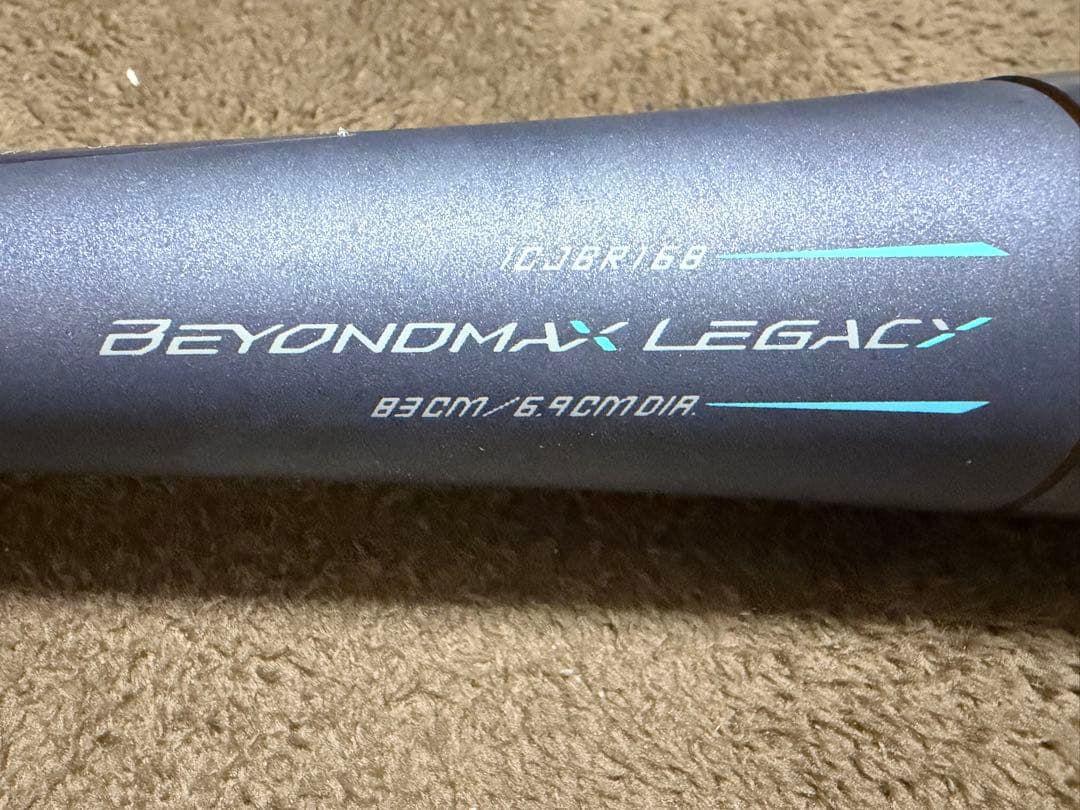 1CJBR168
BEYONDMAX LEGACY
83CM/6.9CMDIA.